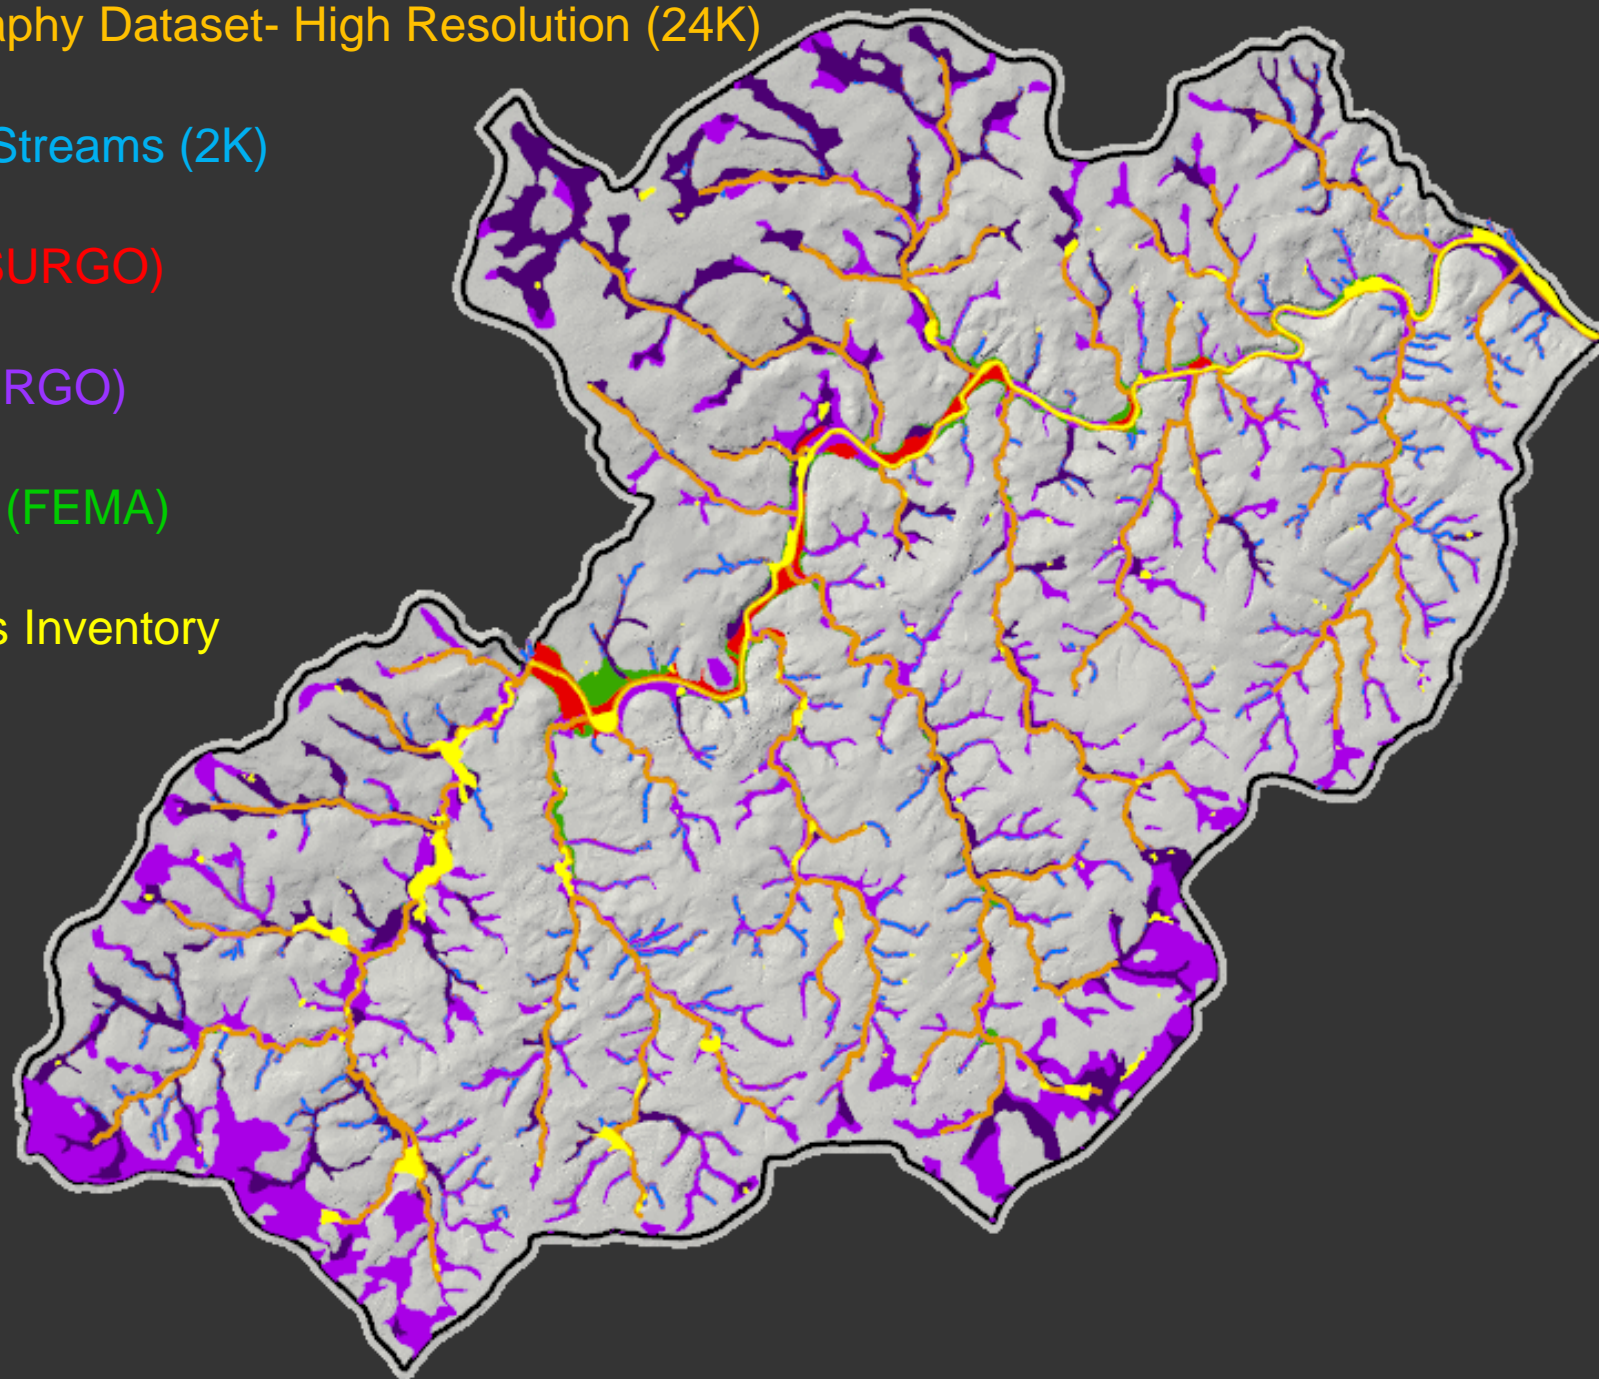 aphy Dataset- High Resolution (24K)
Streams (2K)
SURGO)
RGO)
(FEMA)
s Inventory